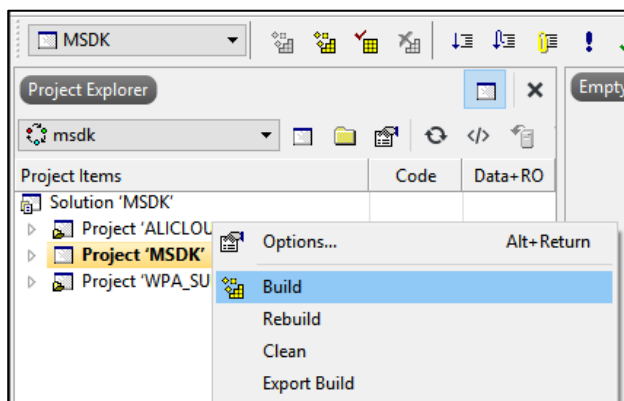 MSDK
Project Explorer
Empty
msdk
Project Items Code Data+RO
Solution 'MSDK'
Project 'ALICLOU
Project 'MSDK'
Project 'WPA_SU
Options... Alt+Return
Build
Rebuild
Clean
Export Build